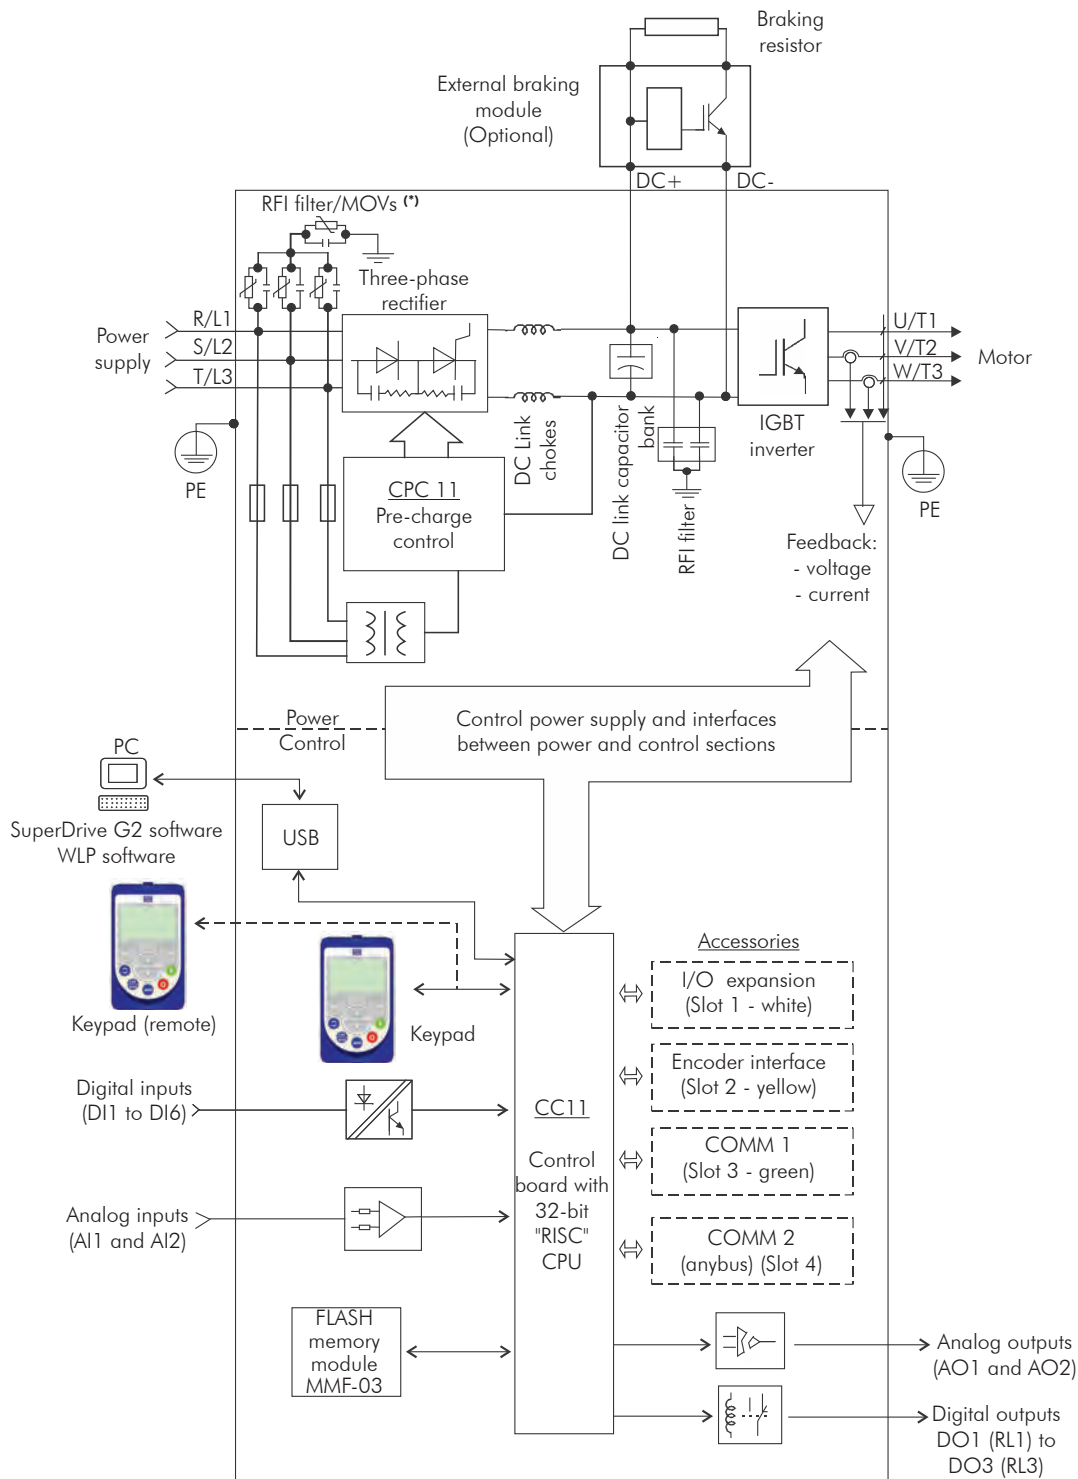 Braking
resistor
External braking
module
(Optional)
DC+
DC-
RFI filter/MOVs (*)
Three-phase
rectifier
Power
supply
R/L1
S/L2
T/L3
U/T1
V/T2
W/T3
Motor
PE
CPC 11
Pre-charge
control
DC Link
chokes
DC link capacitor
bank
RFI filter
IGBT
inverter
PE
Feedback:
- voltage
- current
Power
Control
Control power supply and interfaces
between power and control sections
PC
SuperDrive G2 software
WLP software
USB
Keypad (remote)
Keypad
Accessories
I/O expansion
(Slot 1 - white)
Encoder interface
(Slot 2 - yellow)
COMM 1
(Slot 3 - green)
COMM 2
(anybus) (Slot 4)
Digital inputs
(DI1 to DI6)
CC11
Control
board with
32-bit
"RISC"
CPU
Analog inputs
(AI1 and AI2)
FLASH
memory
module
MMF-03
Analog outputs
(AO1 and AO2)
Digital outputs
DO1 (RL1) to
DO3 (RL3)